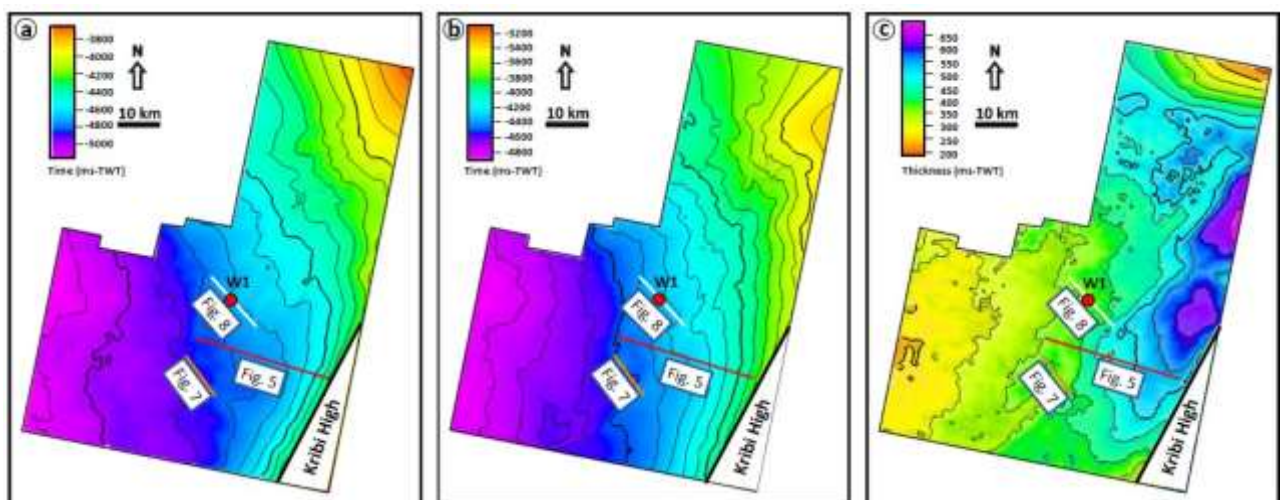 a
-3800
-4000
-4200
-4400
-4600
-4800
-5000
Time (ms-TWT)
N
10 km
W1
Fig. 8
Fig. 5
Fig. 7
Kribi High
b
-3200
-3600
-3800
-4000
-4200
-4400
-4600
-4800
Time (ms-TWT)
N
10 km
W1
Fig. 8
Fig. 5
Fig. 7
Kribi High
c
650
600
550
500
450
400
350
300
250
200
Thickness (ms-TWT)
N
10 km
W1
Fig. 8
Fig. 5
Fig. 7
Kribi High